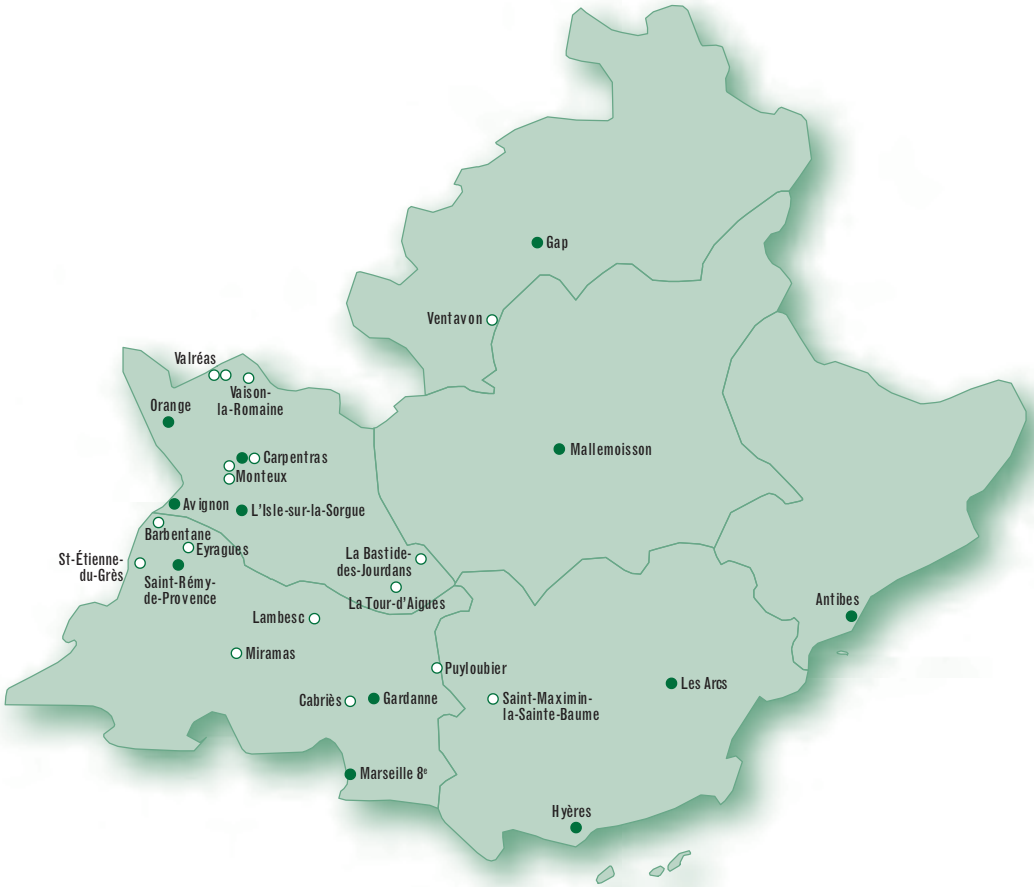 Gap
Ventavon
Valréas
Vaison-
la-Romaine
Orange
Mallemoisson
Carpentras
Monteux
Avignon
L'Isle-sur-la-Sorgue
Barbentane
Eyragues
St-Étienne-
du-Grès
La Bastide-
des-Jourdans
Saint-Rémy-
de-Provence
La Tour-d'Aigues
Antibes
Lambesc
Miramas
Puyloubier
Les Arcs
Cabriès
Gardanne
Saint-Maximin-
la-Sainte-Baume
Marseille 8e
Hyères